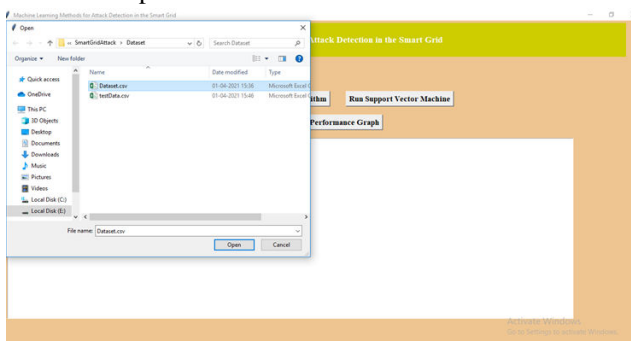 Machine Learning Methods for Attack Detection in the Smart Grid
Open
« SmartGridAttack › Dataset
Search Dataset
Organize
New folder
Name
Date modified
Type
Dataset.csv
01-04-2021 15:36
Microsoft Excel C
testData.csv
01-04-2021 15:46
Microsoft Excel C
Quick access
OneDrive
This PC
3D Objects
Desktop
Documents
Downloads
Music
Pictures
Videos
Local Disk (C:)
Local Disk (E:)
File name:
Dataset.csv
Open
Cancel
Attack Detection in the Smart Grid
ithm
Run Support Vector Machine
Performance Graph
Activate Windows
Go to Settings to activate Windows.